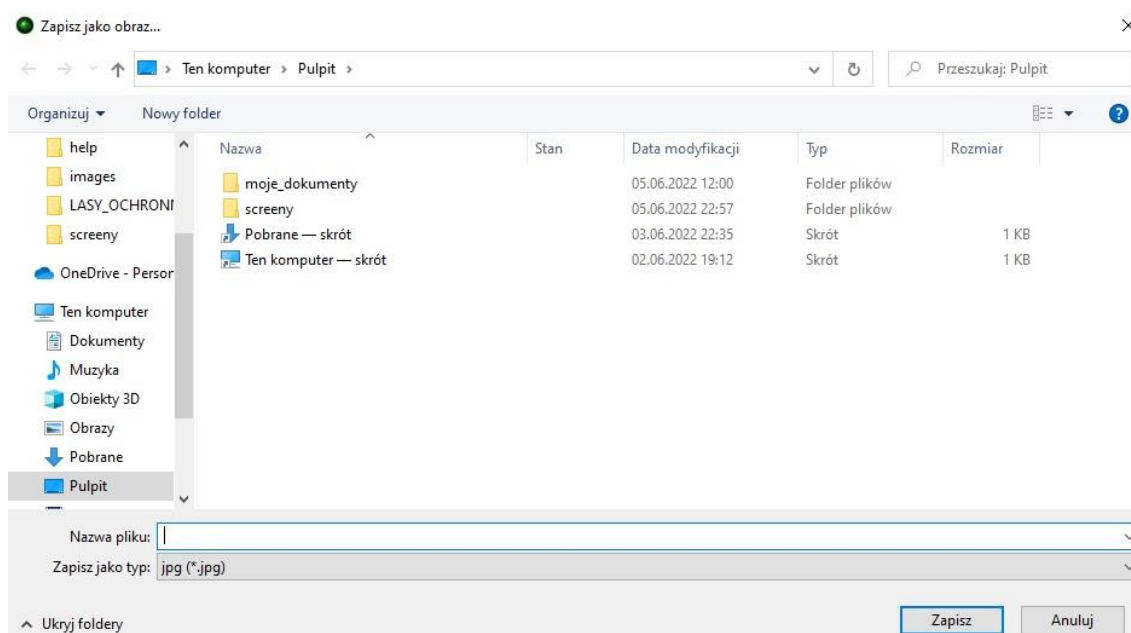 Zapisz jako obraz...
Ten komputer > Pulpit >
Przeszukaj: Pulpit
Organizuj
Nowy folder
help
images
LASY_OCHRONN
screeny
OneDrive - Person
Ten komputer
Dokumenty
Muzyka
Obiekty 3D
Obrazy
Pobrane
Pulpit
Nazwa Stan Data modyfikacji Typ Rozmiar
moje_dokumenty 05.06.2022 12:00 Folder plików
screeny 05.06.2022 22:57 Folder plików
Pobrane — skrót 03.06.2022 22:35 Skrót 1 KB
Ten komputer — skrót 02.06.2022 19:12 Skrót 1 KB
Nazwa pliku:
Zapisz jako typ: jpg (*.jpg)
Ukryj foldery
Zapisz
Anuluj